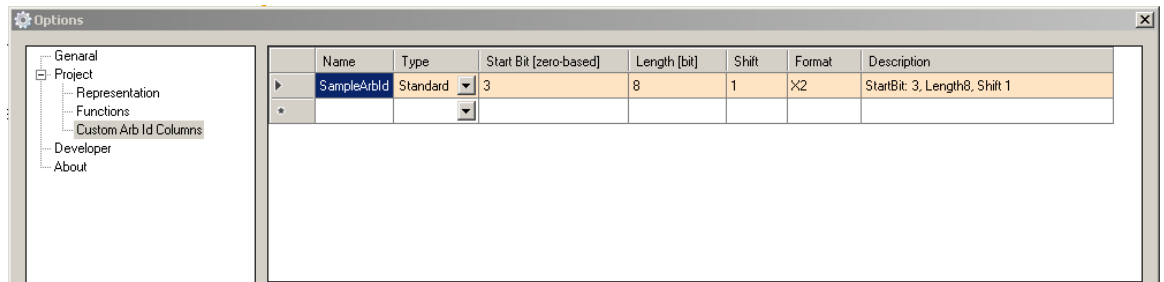 Options
Genaral
Project
Representation
Functions
Custom Arb Id Columns
Developer
About
Name Type Start Bit [zero-based] Length [bit] Shift Format Description
SampleArbId Standard 3 8 1 X2 StartBit: 3, Length8, Shift 1